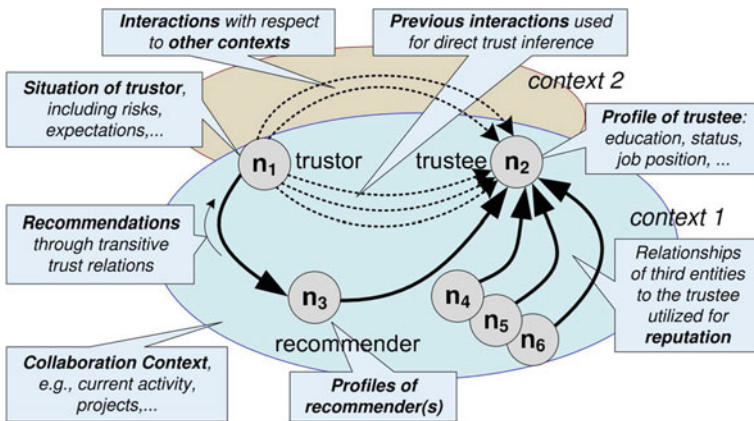 Interactions with respect
to other contexts
Previous interactions used
for direct trust inference
context 2
Situation of trustor,
including risks,
expectations,...
Profile of trustee:
education, status,
job position, ...
n1
trustor
trustee
n2
context 1
Recommendations
through transitive
trust relations
Relationships
of third entities
to the trustee
utilized for
reputation
n3
n4
n5
n6
recommender
Collaboration Context,
e.g., current activity,
projects,...
Profiles of
recommender(s)